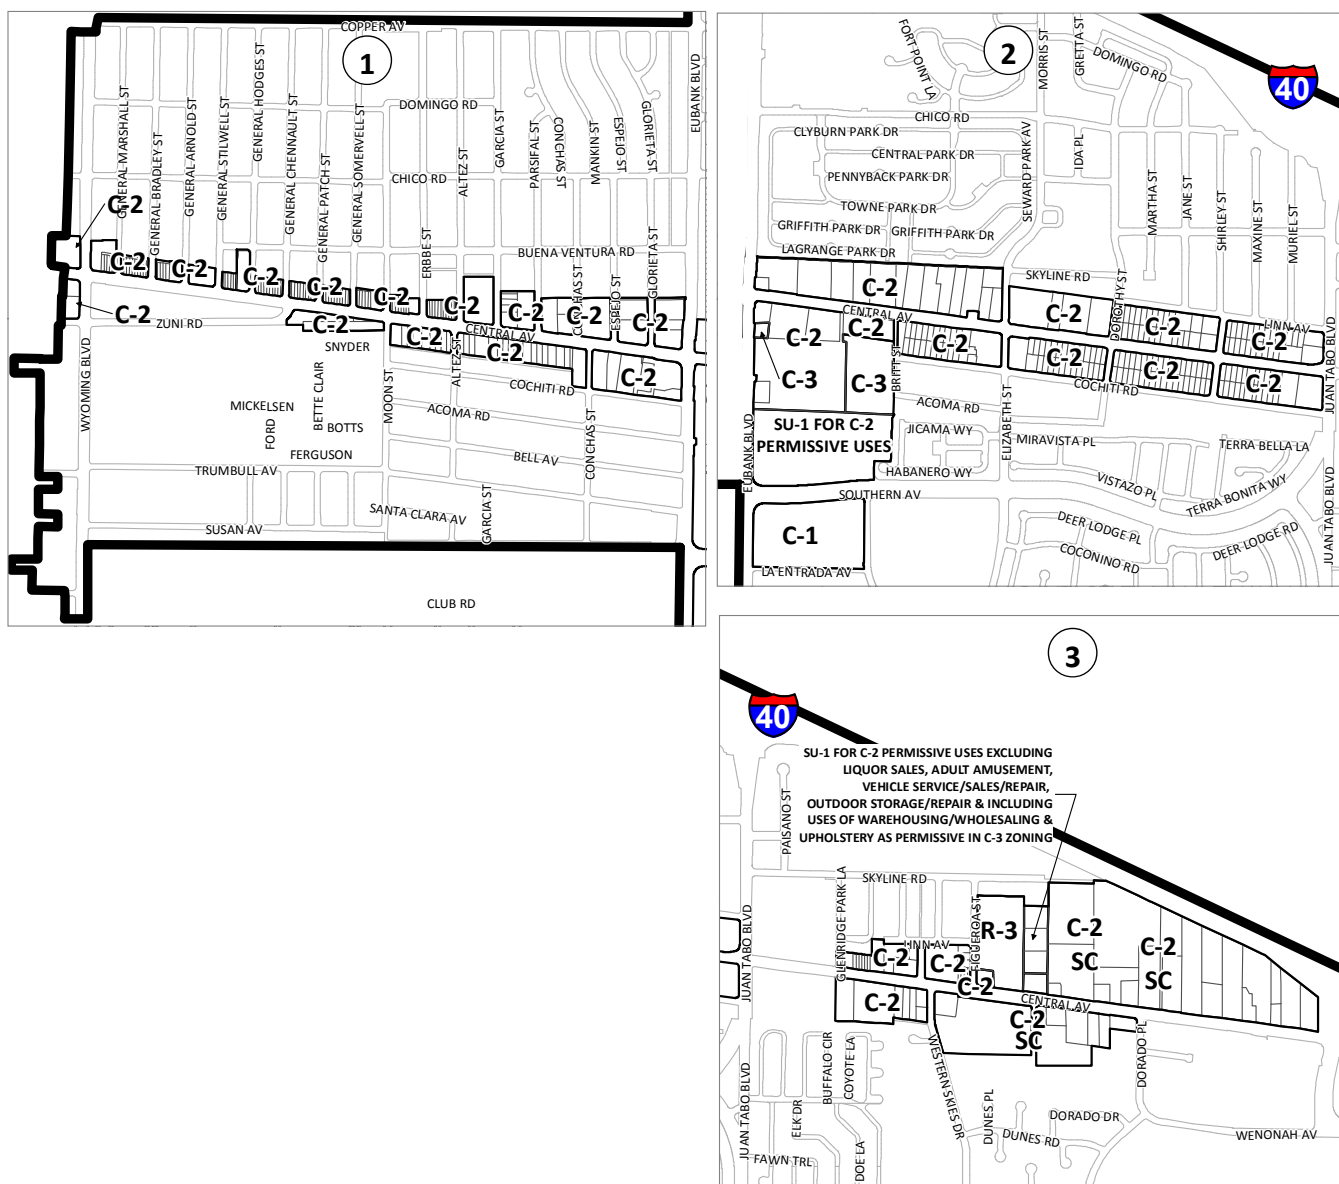 COPPER AV
1
DOMINGO RD
EUBANK BLVD
GENERAL MARSHALL ST
GENERAL BRADLEY ST
GENERAL ARNOLD ST
GENERAL STILWELL ST
GENERAL HODGES ST
GENERAL CHENNAULT ST
GENERAL PATCH ST
GENERAL SOMERVELL ST
CHICO RD
ERBBE ST
ALTEZ ST
GARCIA ST
PARSIFAL ST
CONCHAS ST
MANKIN ST
ESPEJO ST
GLORIETA ST
C-2
BUENA VENTURA RD
GLORIETA ST
C-2
C-2
C-2
C-2
C-2
C-2
C-2
C-2
C-2
CONCHAS ST
ESPEJO ST
C-2
ZUNI RD
C-2
C-2
CENTRAL AV
C-2
C-2
SNYDER
ALTEZ ST
WYOMING BLVD
BETTE CLAIR
MOON ST
COCHITI RD
MICKELSEN
FORD
BOTTS
ACOMA RD
CONCHAS ST
FERGUSON
BELL AV
TRUMBULL AV
GARCIA ST
SANTA CLARA AV
SUSAN AV
CLUB RD
2
FORT POINT LA
MORRIS ST
GRETTA ST
DOMINGO RD
40
CHICO RD
CLYBURN PARK DR
CENTRAL PARK DR
PENNYBACK PARK DR
SEWARD PARK AV
IDA PL
MARTHA ST
JANE ST
SHIRLEY ST
MAXINE ST
MURIEL ST
TOWNE PARK DR
GRIFFITH PARK DR
GRIFFITH PARK DR
LAGRANGE PARK DR
SKYLINE RD
DOROTHY ST
C-2
CENTRAL AV
C-2
C-2
LINN AV
C-2
C-2
C-2
C-2
C-2
C-2
C-2
C-3
C-3
BRITT ST
COCHITI RD
JUAN TABO BLVD
ACOMA RD
ELIZABETH ST
SU-1 FOR C-2
PERMISSIVE USES
JICAMA WY
MIRAVISTA PL
TERRA BELLA LA
EUBANK BLVD
HABANERO WY
VISTAZO PL
TERRA BONITA WY
SOUTHERN AV
C-1
DEER LODGE PL
DEER LODGE RD
COCONINO RD
JUAN TABO BLVD
LA ENTRADA AV
3
40
SU-1 FOR C-2 PERMISSIVE USES EXCLUDING
LIQUOR SALES, ADULT AMUSEMENT,
VEHICLE SERVICE/SALES/REPAIR,
OUTDOOR STORAGE/REPAIR & INCLUDING
USES OF WAREHOUSING/WHOLESALING &
UPHOLSTERY AS PERMISSIVE IN C-3 ZONING
PAISANO ST
SKYLINE RD
GLENRIDGE PARK LA
FIGUEROA ST
JUAN TABO BLVD
R-3
C-2
SC
C-2
SC
LINN AV
C-2
C-2
C-2
C-2
CENTRAL AV
C-2
SC
WESTERN SKIES DR
DORADO PL
JUAN TABO BLVD
BUFFALO CIR
COYOTE LA
ELK DR
DUNES PL
DORADO DR
DUNES RD
WENONAH AV
FAWN TRL
DOE LA